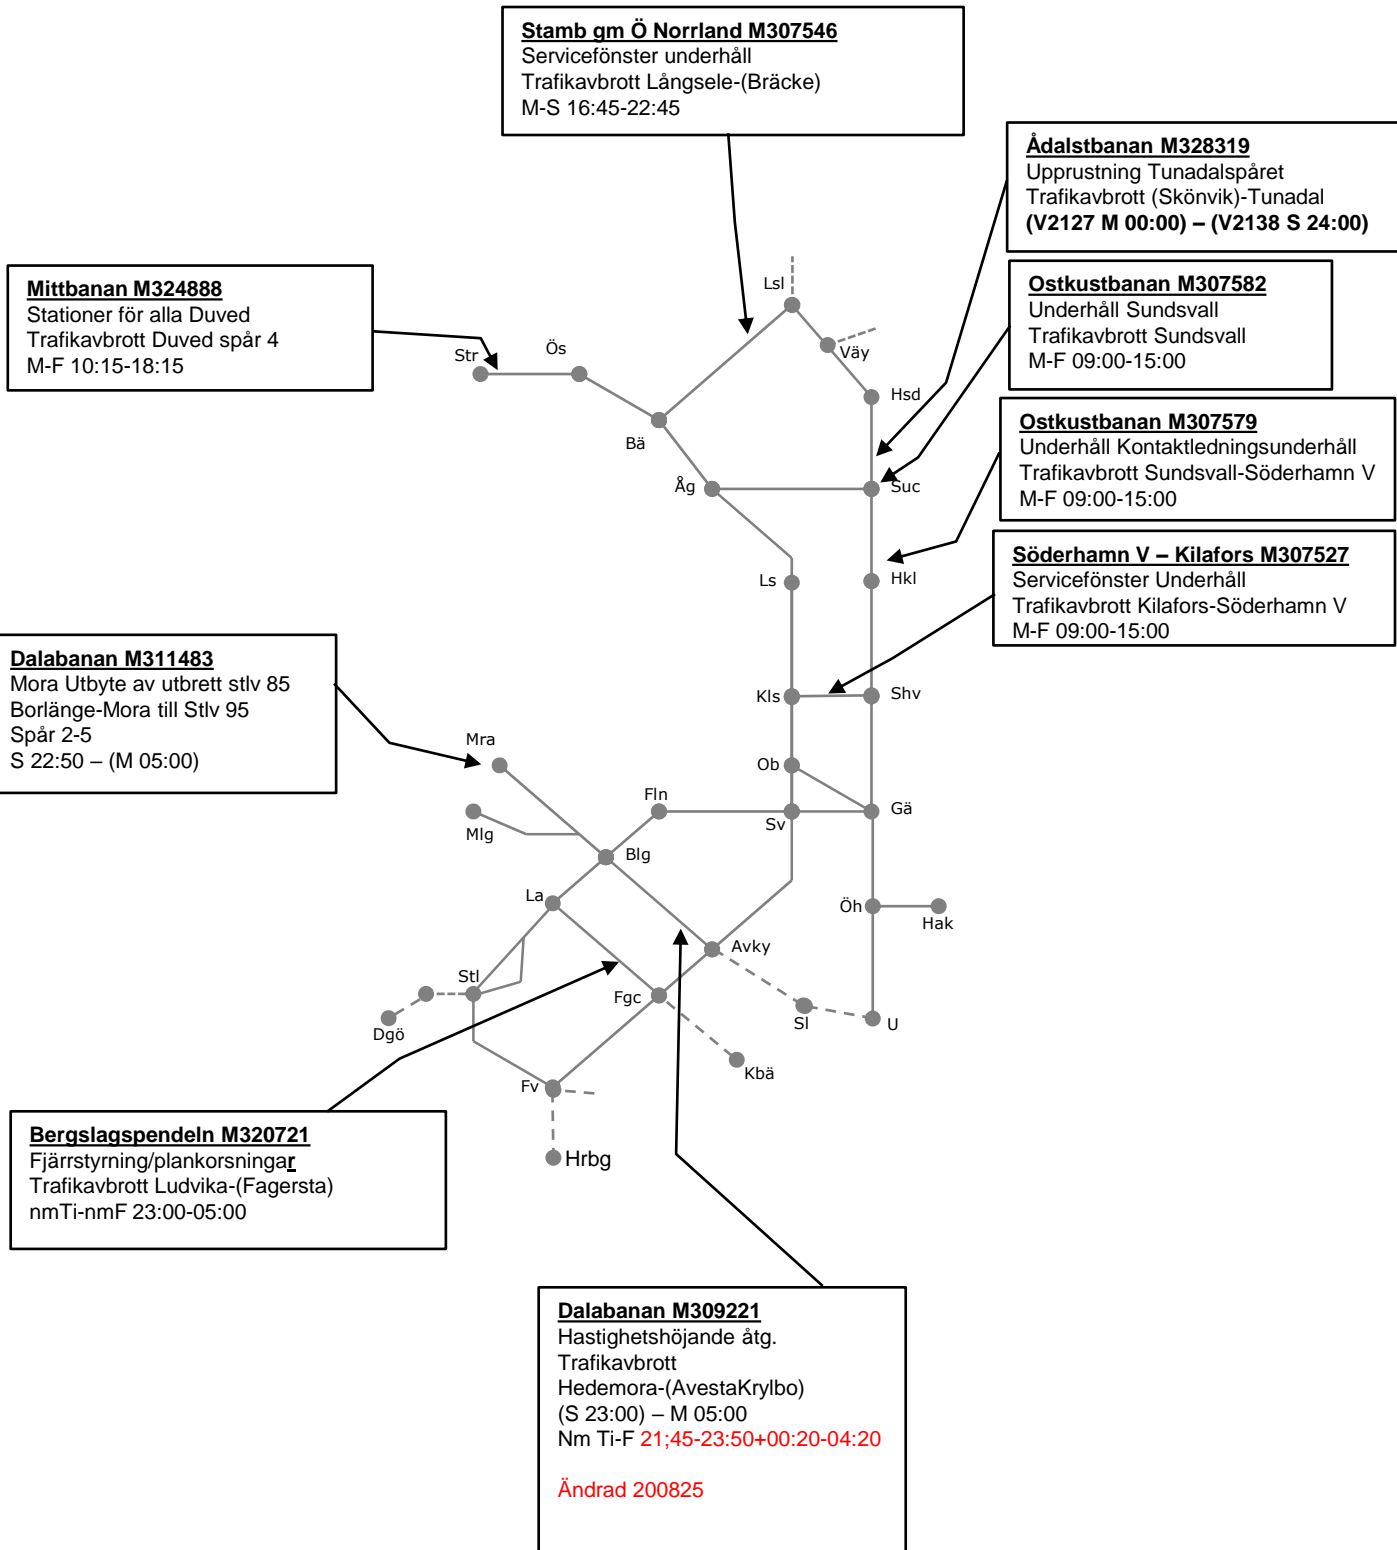 Stamb gm Ö Norrland M307546
Servicefönster underhåll
Trafikavbrott Långsele-(Bräcke)
M-S 16:45-22:45
Ådalstbanan M328319
Upprustning Tunadalspåret
Trafikavbrott (Skönvik)-Tunadal
(V2127 M 00:00) – (V2138 S 24:00)
Mittbanan M324888
Stationer för alla Duved
Trafikavbrott Duved spår 4
M-F 10:15-18:15
Ostkustbanan M307582
Underhåll Sundsvall
Trafikavbrott Sundsvall
M-F 09:00-15:00
Ostkustbanan M307579
Underhåll Kontaktledningsunderhåll
Trafikavbrott Sundsvall-Söderhamn V
M-F 09:00-15:00
Söderhamn V – Kilafors M307527
Servicefönster Underhåll
Trafikavbrott Kilafors-Söderhamn V
M-F 09:00-15:00
Dalabanan M311483
Mora Utbyte av utbrett stlv 85
Borlänge-Mora till Stlv 95
Spår 2-5
S 22:50 – (M 05:00)
Lsl
Väy
Str
Ös
Hsd
Bä
Åg
Suc
Ls
Hkl
Kls
Shv
Mra
Ob
Fln
Gä
Mlg
Sv
Blg
La
Öh
Hak
Avky
Stl
Fgc
Sl
U
Dgö
Kbä
Fv
Hrbg
Bergslagspendeln M320721
Fjärrstyrning/plankorsningar
Trafikavbrott Ludvika-(Fagersta)
nmTi-nmF 23:00-05:00
Dalabanan M309221
Hastighetshöjande åtg.
Trafikavbrott
Hedemora-(AvestaKrylbo)
(S 23:00) – M 05:00
Nm Ti-F 21;45-23:50+00:20-04:20
Ändrad 200825